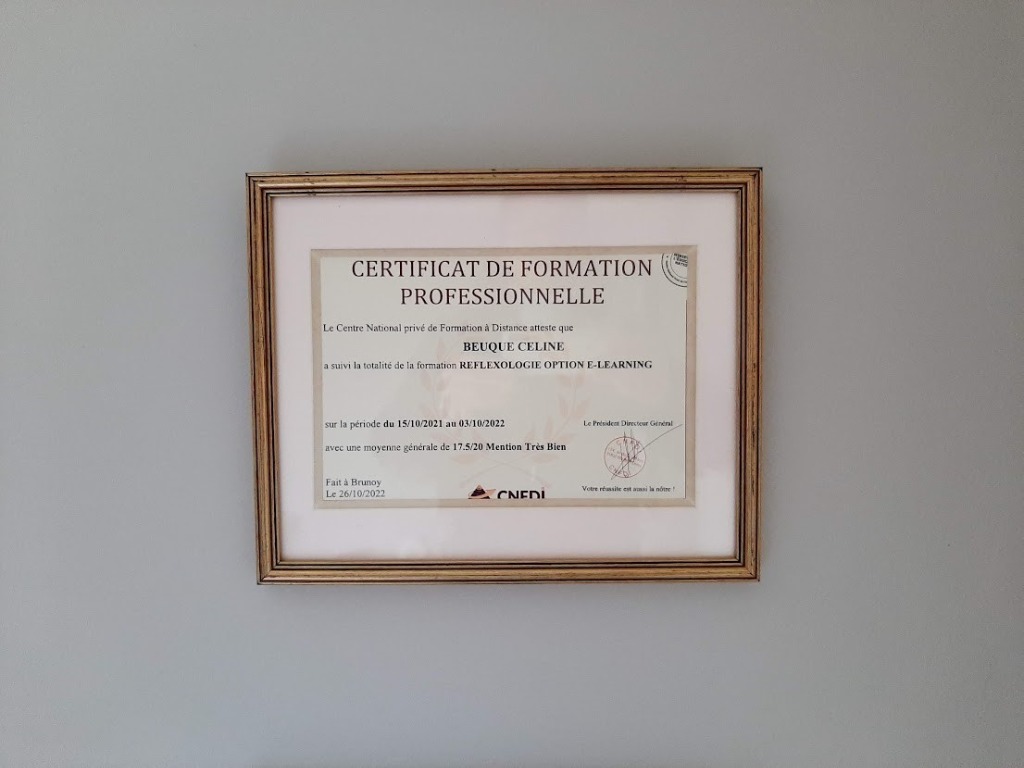 CERTIFICAT DE FORMATION
PROFESSIONNELLE
Le Centre National privé de Formation à Distance atteste que
BEUQUE CELINE
a suivi la totalité de la formation REFLEXOLOGIE OPTION E-LEARNING
sur la période du 15/10/2021 au 03/10/2022
Le Président Directeur Général
avec une moyenne générale de 17.5/20 Mention Très Bien
Fait à Brunoy
Le 26/10/2022
CNFDI
Votre réussite est aussi la nôtre !